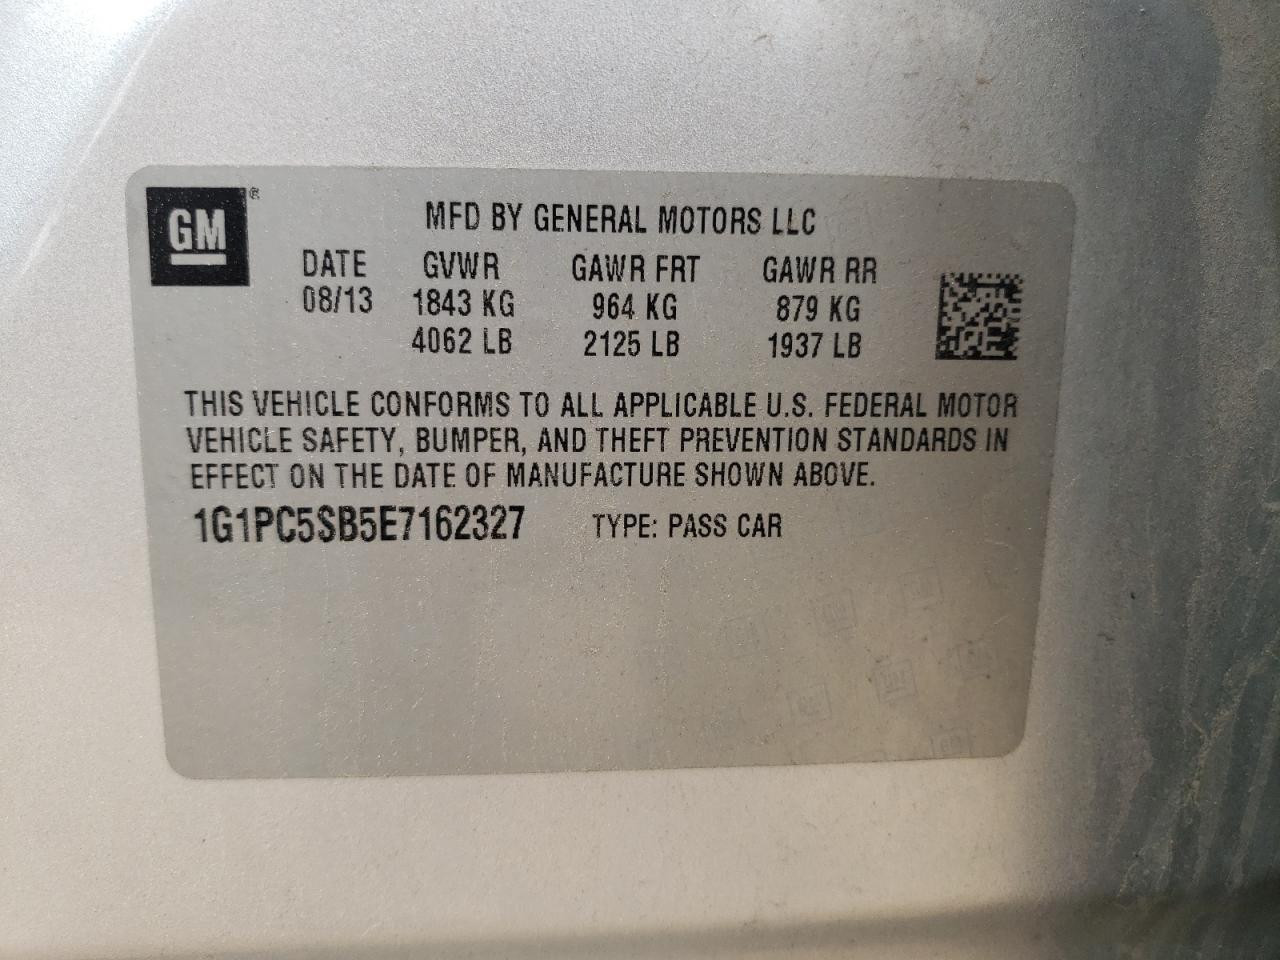 GM ®
MFD BY GENERAL MOTORS LLC
DATE GVWR GAWR FRT GAWR RR
08/13 1843 KG 964 KG 879 KG
4062 LB 2125 LB 1937 LB
THIS VEHICLE CONFORMS TO ALL APPLICABLE U.S. FEDERAL MOTOR
VEHICLE SAFETY, BUMPER, AND THEFT PREVENTION STANDARDS IN
EFFECT ON THE DATE OF MANUFACTURE SHOWN ABOVE.
1G1PC5SB5E7162327 TYPE: PASS CAR